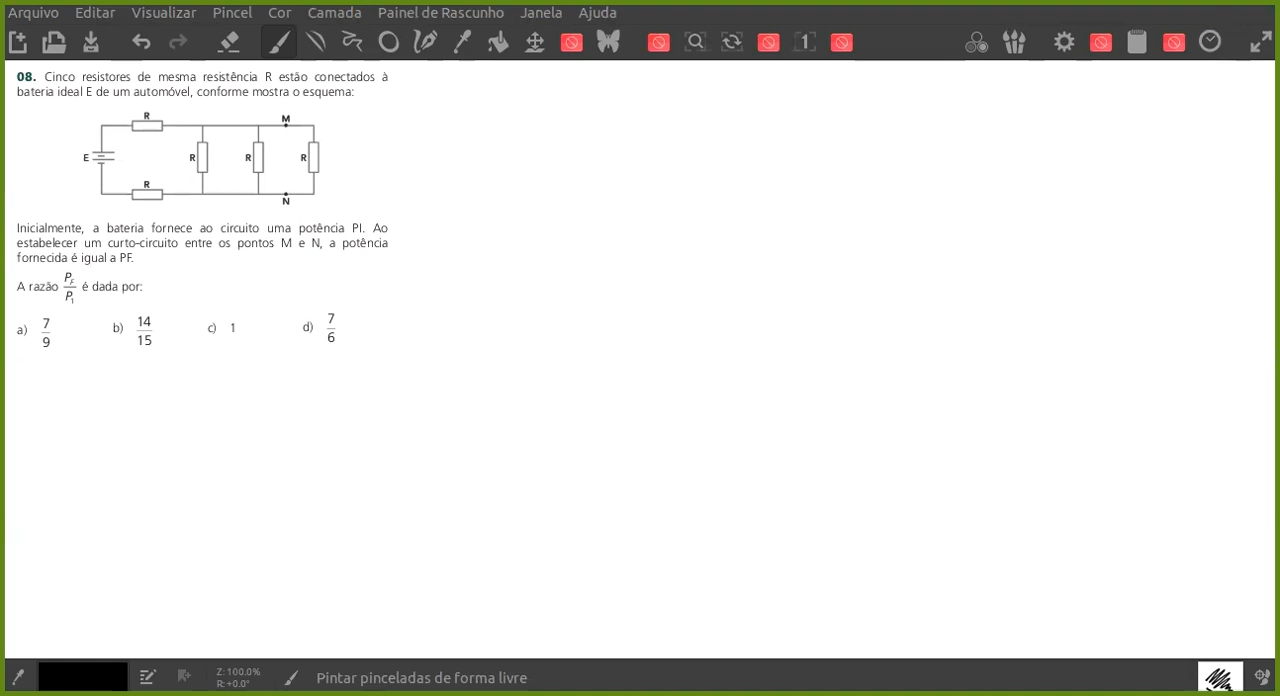 Arquivo Editar Visualizar Pincel Cor Camada Painel de Rascunho Janela Ajuda
1
08. Cinco resistores de mesma resistência R estão conectados à
bateria ideal E de um automóvel, conforme mostra o esquema:
R
M
E
R
R
R
R
N
Inicialmente, a bateria fornece ao circuito uma potência PI. Ao
estabelecer um curto-circuito entre os pontos M e N, a potência
fornecida é igual a PF.
A razão P_F/P_1 é dada por:
a) 7/9 b) 14/15 c) 1 d) 7/6
Z: 100.0%
R: +0.0°
Pintar pinceladas de forma livre